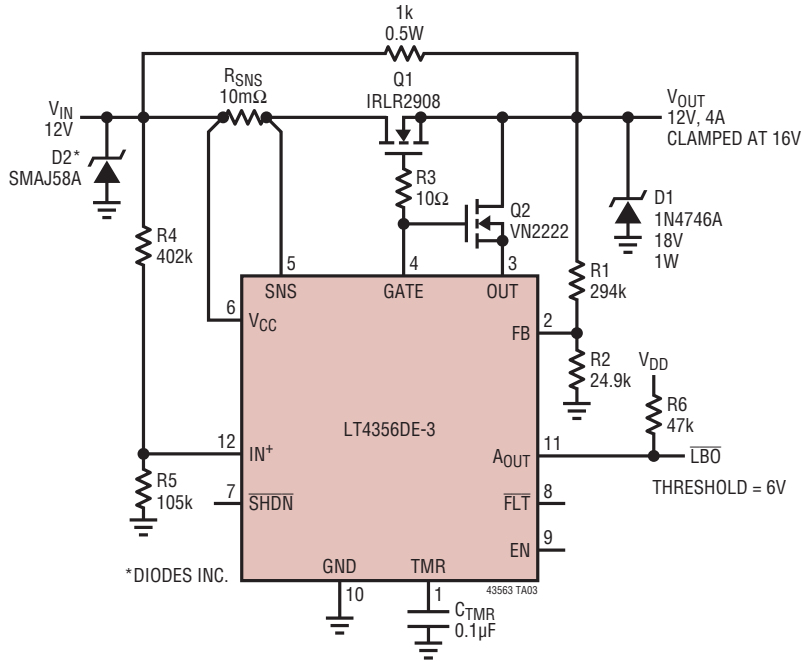 1k
0.5W
RSNS
10mΩ
Q1
IRLR2908
VIN
12V
VOUT
12V, 4A
CLAMPED AT 16V
D2*
SMAJ58A
R3
10Ω
Q2
VN2222
D1
1N4746A
18V
1W
R4
402k
5
4
3
SNS
GATE
OUT
R1
294k
6
VCC
FB
2
R2
24.9k
VDD
R6
47k
LT4356DE-3
12
IN+
AOUT
11
LBO
R5
105k
THRESHOLD = 6V
7
SHDN
FLT
8
EN
9
*DIODES INC.
GND
TMR
10
1
43563 TA03
CTMR
0.1µF